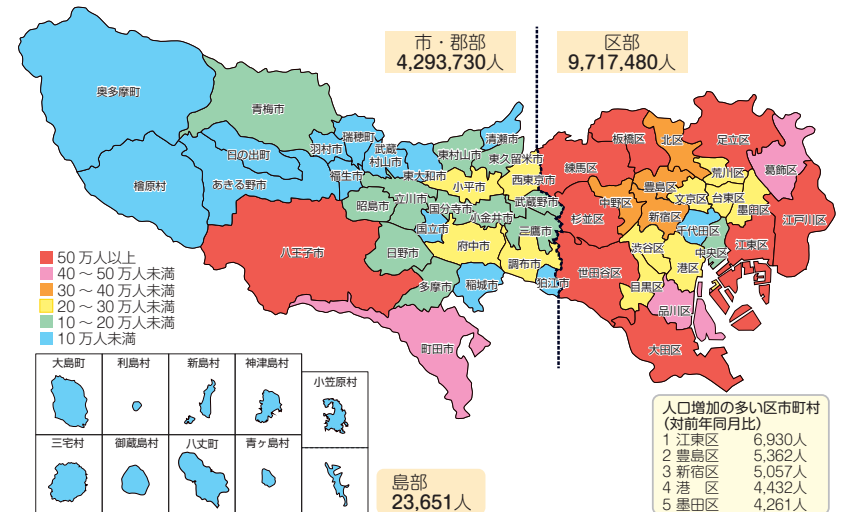 市・郡部
4,293,730人
区部
9,717,480人
奥多摩町
青梅市
瑞穂町
羽村市
武蔵
村山市
日の出町
福生市
あきる野市
檜原村
東大和市
東村山市
清瀬市
東久留米市
西東京市
小平市
立川市
昭島市
国分寺市
小金井市
武蔵野市
三鷹市
国立市
府中市
日野市
八王子市
調布市
狛江市
稲城市
多摩市
町田市
板橋区
北区
足立区
葛飾区
練馬区
荒川区
豊島区
文京区
台東区
中野区
墨田区
杉並区
新宿区
千代田区
江戸川区
江東区
中央区
渋谷区
港区
世田谷区
目黒区
品川区
大田区
50万人以上
40～50万人未満
30～40万人未満
20～30万人未満
10～20万人未満
10万人未満
大島町
利島村
新島村
神津島村
小笠原村
三宅村
御蔵島村
八丈町
青ヶ島村
島部
23,651人
人口増加の多い区市町村
(対前年同月比)
1 江東区 6,930人
2 豊島区 5,362人
3 新宿区 5,057人
4 港　区 4,432人
5 墨田区 4,261人